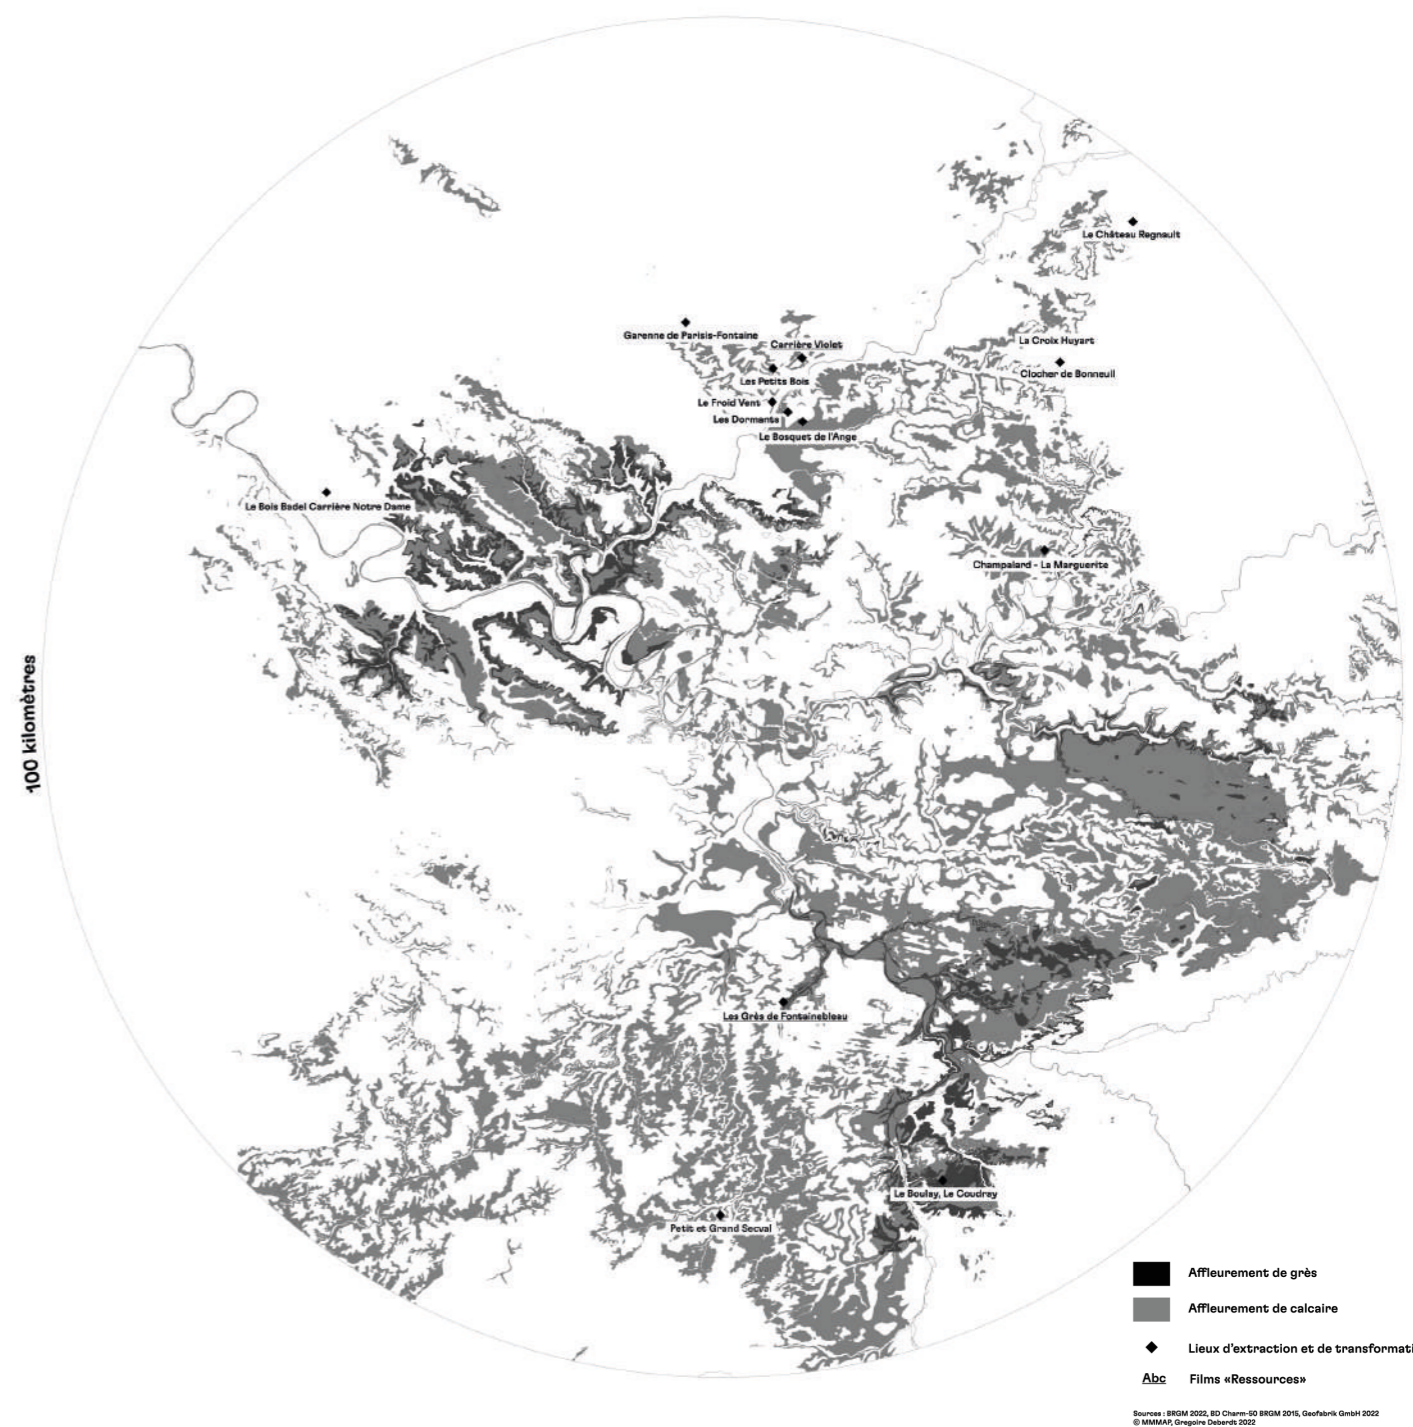 Le Château Regnault
Garenne de Parisis-Fontaine
Carrière Violet
La Croix Huyart
Clocher de Bonneuil
Les Petits Bois
Le Froid Vent
Les Dormants
Le Bosquet de l'Ange
Le Bois Badel Carrière Notre Dame
Champalard - La Marguerite
100 kilomètres
Les Grès de Fontainebleau
Le Boulay, Le Coudray
Petit et Grand Secval
Affleurement de grès
Affleurement de calcaire
Lieux d'extraction et de transformati
Abc Films «Ressources»
Sources : BRGM 2022, BD Charm-50 BRGM 2015, Geofabrik GmbH 2022
© MMMAP, Gregoire Deberdt 2022